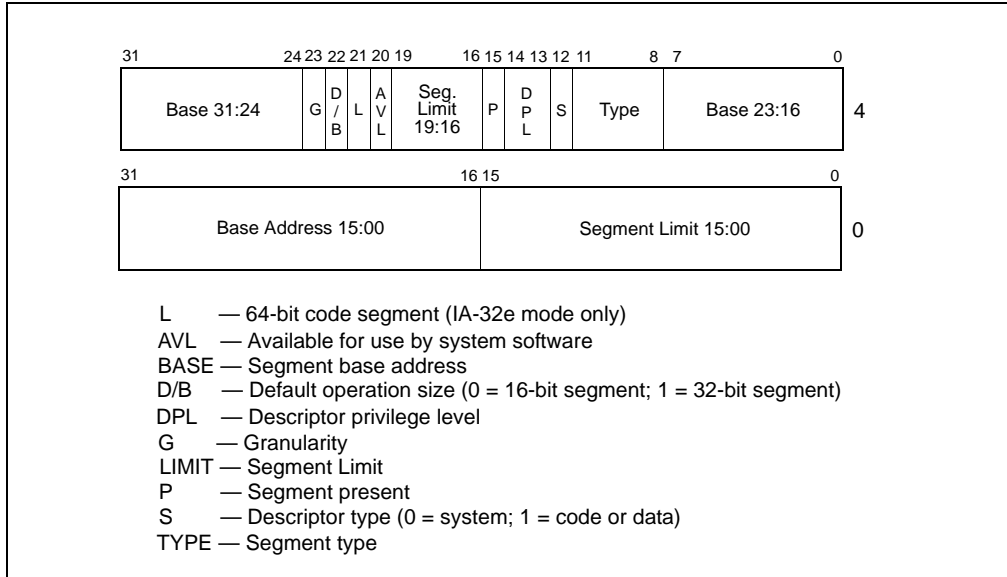 31 24 23 22 21 20 19 16 15 14 13 12 11 8 7 0
Base 31:24 G D/B L AVL Seg. Limit 19:16 P DPL S Type Base 23:16 4
31 16 15 0
Base Address 15:00 Segment Limit 15:00 0
L — 64-bit code segment (IA-32e mode only)
AVL — Available for use by system software
BASE — Segment base address
D/B — Default operation size (0 = 16-bit segment; 1 = 32-bit segment)
DPL — Descriptor privilege level
G — Granularity
LIMIT — Segment Limit
P — Segment present
S — Descriptor type (0 = system; 1 = code or data)
TYPE — Segment type